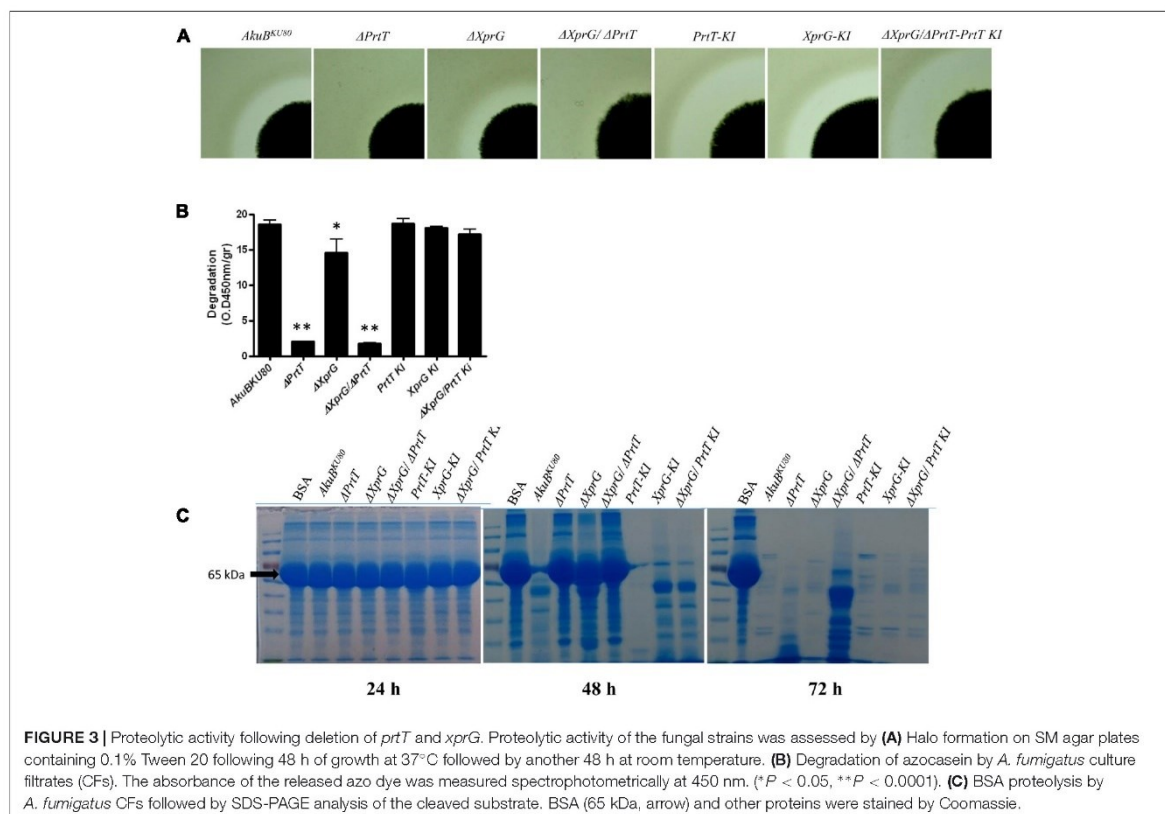 A
AkuB^KU80 ΔPrtT ΔXprG ΔXprG/ ΔPrtT PrtT-KI XprG-KI ΔXprG/ΔPrtT-PrtT KI
B
Degradation
(O.D450nm/gr)
20
15
10
5
0
*
**
**
AkuBKU80 ΔPrtT ΔXprG ΔXprG/ΔPrtT PrtT KI XprG KI ΔXprG/PrtT KI
C
BSA AkuB^KU80 ΔPrtT ΔXprG ΔXprG/ ΔPrtT PrtT-KI XprG-KI ΔXprG/ PrtT KI
BSA AkuB^KU80 ΔPrtT ΔXprG ΔXprG/ ΔPrtT PrtT-KI XprG-KI ΔXprG/ PrtT KI
BSA AkuB^KU80 ΔPrtT ΔXprG ΔXprG/ ΔPrtT PrtT-KI XprG-KI ΔXprG/ PrtT KI
65 kDa
24 h 48 h 72 h
FIGURE 3 | Proteolytic activity following deletion of prtT and xprG. Proteolytic activity of the fungal strains was assessed by (A) Halo formation on SM agar plates
containing 0.1% Tween 20 following 48 h of growth at 37°C followed by another 48 h at room temperature. (B) Degradation of azocasein by A. fumigatus culture
filtrates (CFs). The absorbance of the released azo dye was measured spectrophotometrically at 450 nm. (*P < 0.05, **P < 0.0001). (C) BSA proteolysis by
A. fumigatus CFs followed by SDS-PAGE analysis of the cleaved substrate. BSA (65 kDa, arrow) and other proteins were stained by Coomassie.